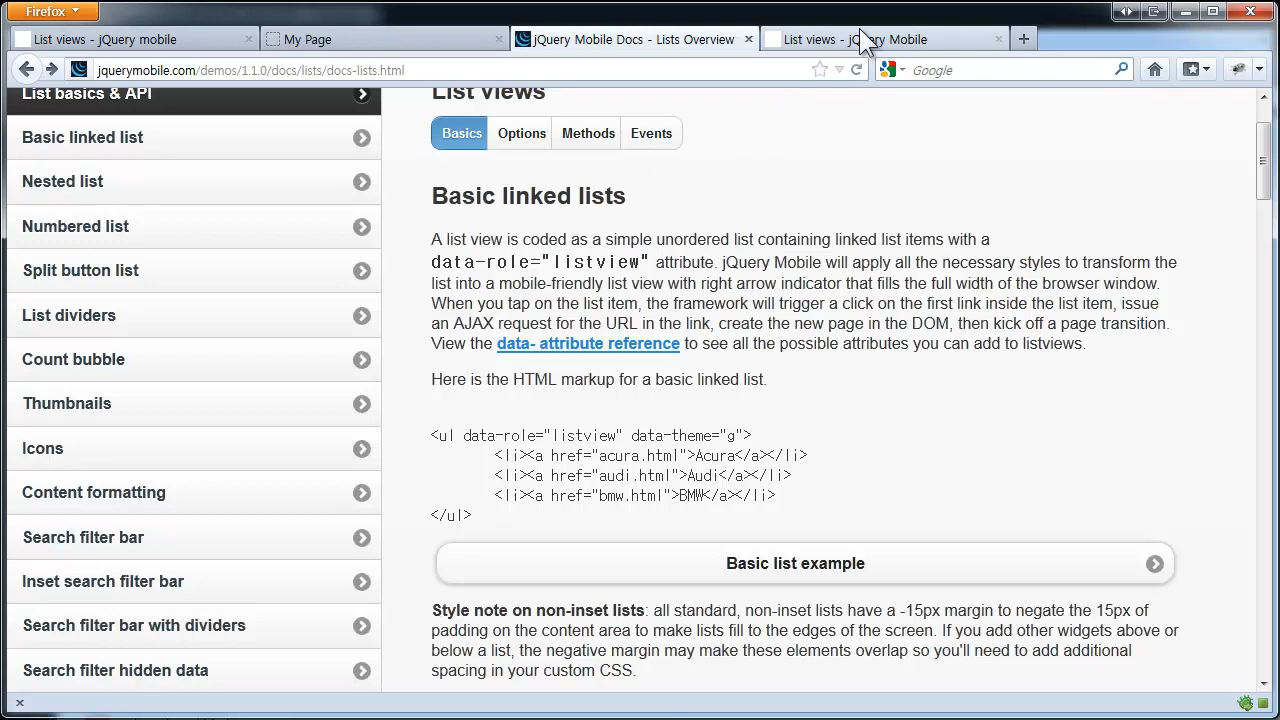 Firefox
List views - jQuery mobile
My Page
jQuery Mobile Docs - Lists Overview
List views - jQuery Mobile
jquerymobile.com/demos/1.1.0/docs/lists/docs-lists.html
Google
List basics & API
Basic linked list
Nested list
Numbered list
Split button list
List dividers
Count bubble
Thumbnails
Icons
Content formatting
Search filter bar
Inset search filter bar
Search filter bar with dividers
Search filter hidden data
List views
Basics Options Methods Events
Basic linked lists
A list view is coded as a simple unordered list containing linked list items with a
data-role="listview" attribute. jQuery Mobile will apply all the necessary styles to transform the
list into a mobile-friendly list view with right arrow indicator that fills the full width of the browser window.
When you tap on the list item, the framework will trigger a click on the first link inside the list item, issue
an AJAX request for the URL in the link, create the new page in the DOM, then kick off a page transition.
View the data- attribute reference to see all the possible attributes you can add to listviews.
Here is the HTML markup for a basic linked list.
<ul data-role="listview" data-theme="g">
<li><a href="acura.html">Acura</a></li>
<li><a href="audi.html">Audi</a></li>
<li><a href="bmw.html">BMW</a></li>
</ul>
Basic list example
Style note on non-inset lists: all standard, non-inset lists have a -15px margin to negate the 15px of
padding on the content area to make lists fill to the edges of the screen. If you add other widgets above or
below a list, the negative margin may make these elements overlap so you'll need to add additional
spacing in your custom CSS.